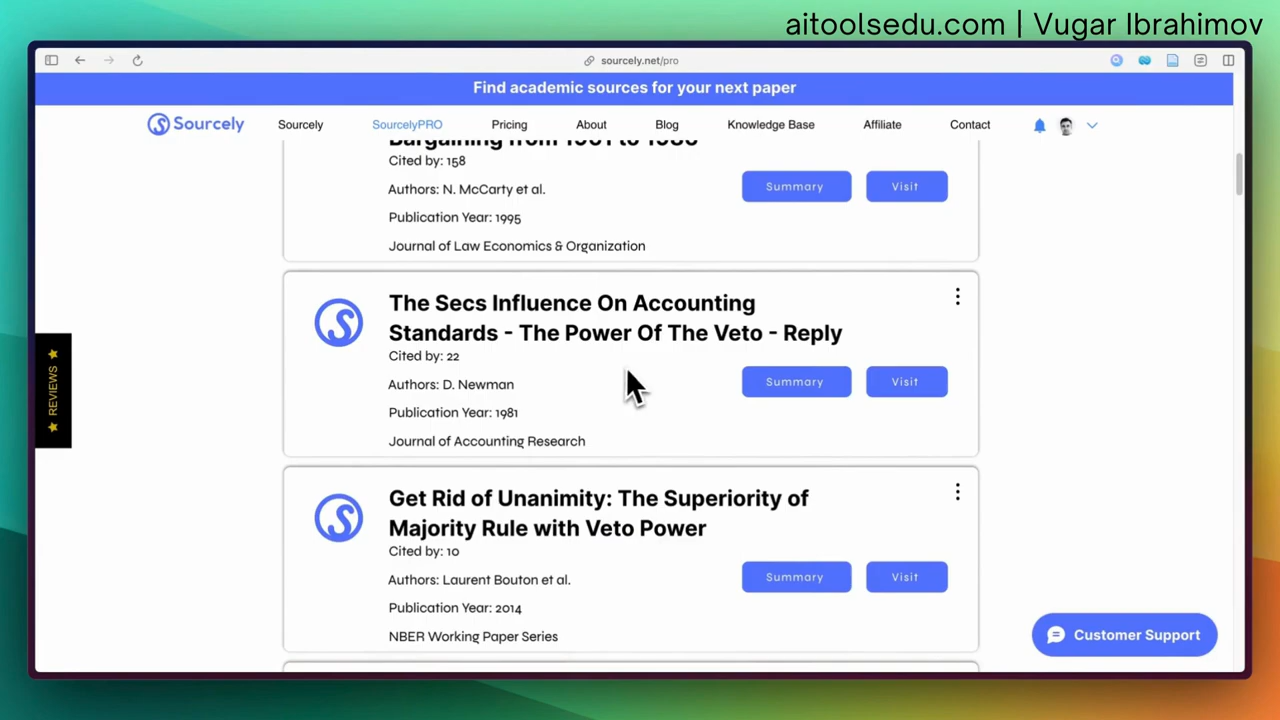 aitoolsedu.com | Vugar Ibrahimov
sourcely.net/pro
Find academic sources for your next paper
Sourcely
Sourcely
SourcelyPRO
Pricing
About
Blog
Knowledge Base
Affiliate
Contact
Bargaining from 1961 to 1986
Cited by: 158
Authors: N. McCarty et al.
Publication Year: 1995
Journal of Law Economics & Organization
Summary
Visit
The Secs Influence On Accounting
Standards - The Power Of The Veto - Reply
Cited by: 22
Authors: D. Newman
Publication Year: 1981
Journal of Accounting Research
Summary
Visit
Get Rid of Unanimity: The Superiority of
Majority Rule with Veto Power
Cited by: 10
Authors: Laurent Bouton et al.
Publication Year: 2014
NBER Working Paper Series
Summary
Visit
REVIEWS
Customer Support